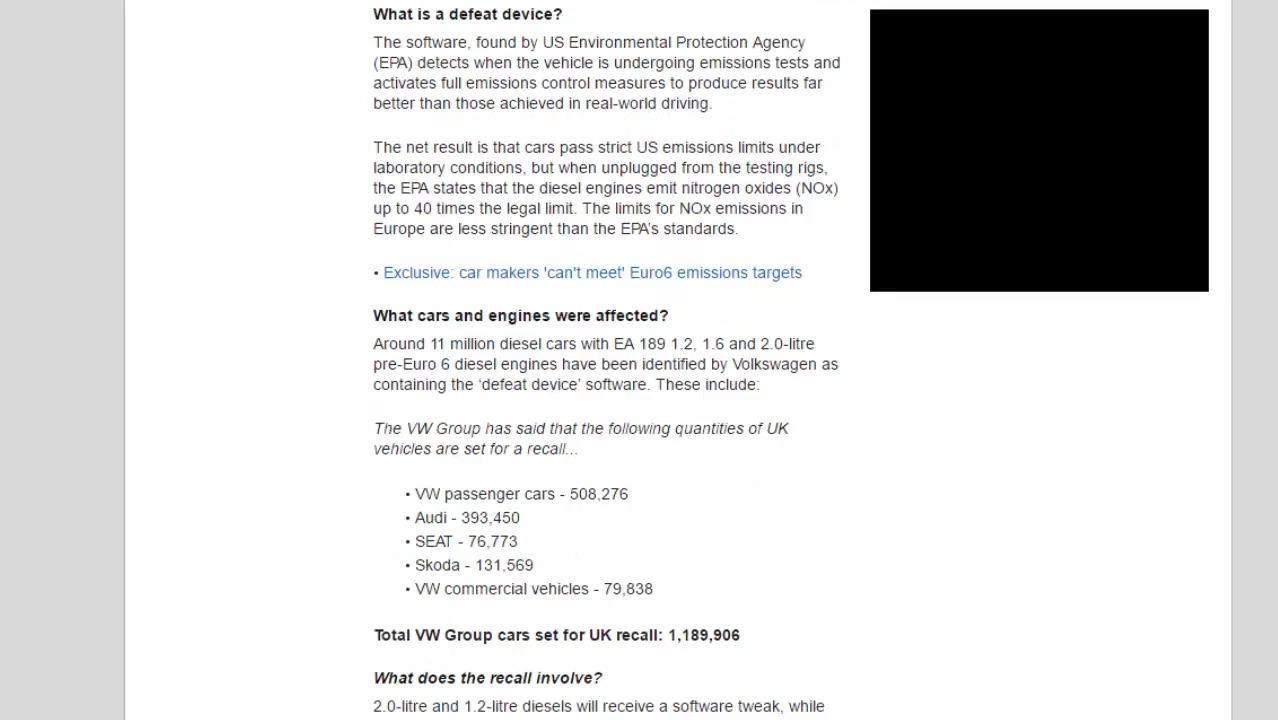 What is a defeat device?
The software, found by US Environmental Protection Agency
(EPA) detects when the vehicle is undergoing emissions tests and
activates full emissions control measures to produce results far
better than those achieved in real-world driving.
The net result is that cars pass strict US emissions limits under
laboratory conditions, but when unplugged from the testing rigs,
the EPA states that the diesel engines emit nitrogen oxides (NOx)
up to 40 times the legal limit. The limits for NOx emissions in
Europe are less stringent than the EPA's standards.
• Exclusive: car makers 'can't meet' Euro6 emissions targets
What cars and engines were affected?
Around 11 million diesel cars with EA 189 1.2, 1.6 and 2.0-litre
pre-Euro 6 diesel engines have been identified by Volkswagen as
containing the ‘defeat device’ software. These include:
The VW Group has said that the following quantities of UK
vehicles are set for a recall...
• VW passenger cars - 508,276
• Audi - 393,450
• SEAT - 76,773
• Skoda - 131,569
• VW commercial vehicles - 79,838
Total VW Group cars set for UK recall: 1,189,906
What does the recall involve?
2.0-litre and 1.2-litre diesels will receive a software tweak, while